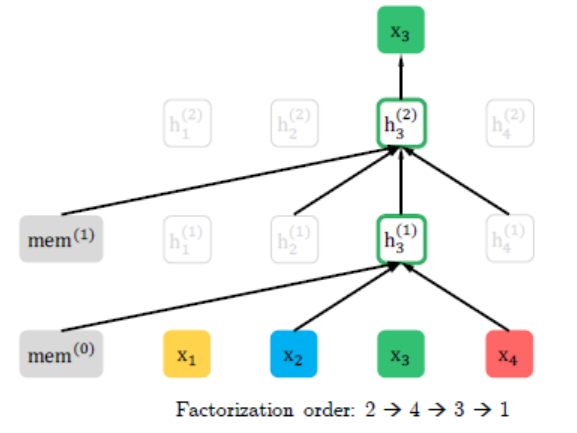 x₃
h₁⁽²⁾ h₂⁽²⁾ h₃⁽²⁾ h₄⁽²⁾
mem⁽¹⁾ h₁⁽¹⁾ h₂⁽¹⁾ h₃⁽¹⁾ h₄⁽¹⁾
mem⁽⁰⁾ x₁ x₂ x₃ x₄
Factorization order: 2 → 4 → 3 → 1